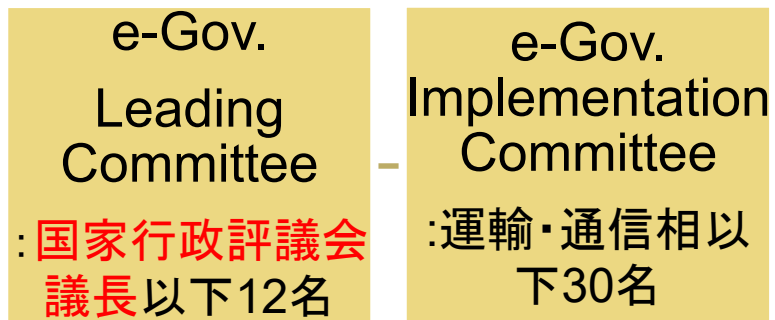 e-Gov.
Leading
Committee
:国家行政評議会
議長以下12名
e-Gov.
Implementation
Committee
:運輸・通信相以
下30名